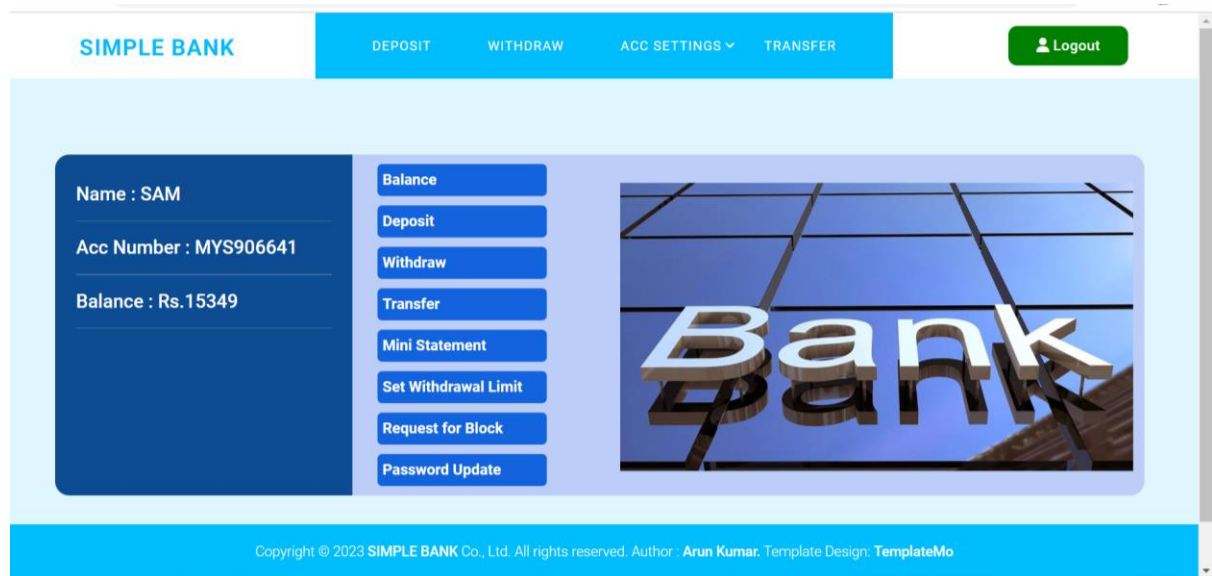 SIMPLE BANK
DEPOSIT WITHDRAW ACC SETTINGS TRANSFER
Logout
Name : SAM
Acc Number : MYS906641
Balance : Rs.15349
Balance
Deposit
Withdraw
Transfer
Mini Statement
Set Withdrawal Limit
Request for Block
Password Update
Bank
Copyright © 2023 SIMPLE BANK Co., Ltd. All rights reserved. Author : Arun Kumar. Template Design: TemplateMo